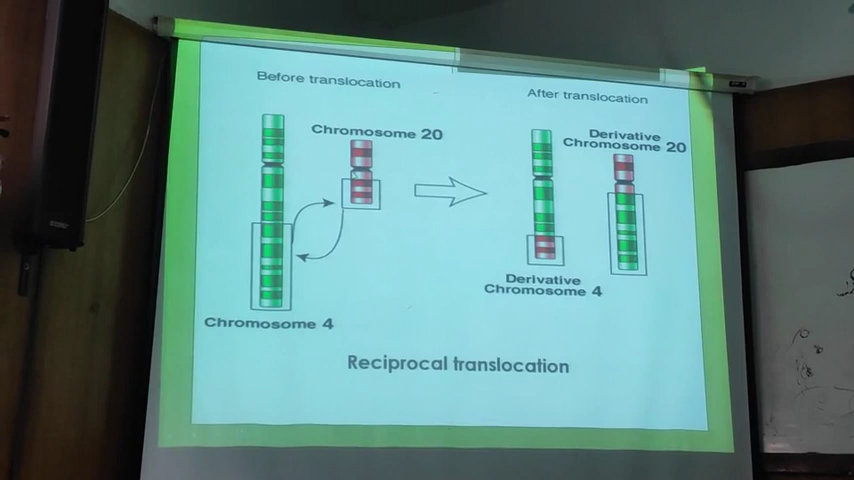 Before translocation
After translocation
Chromosome 20
Derivative
Chromosome 20
Derivative
Chromosome 4
Chromosome 4
Reciprocal translocation